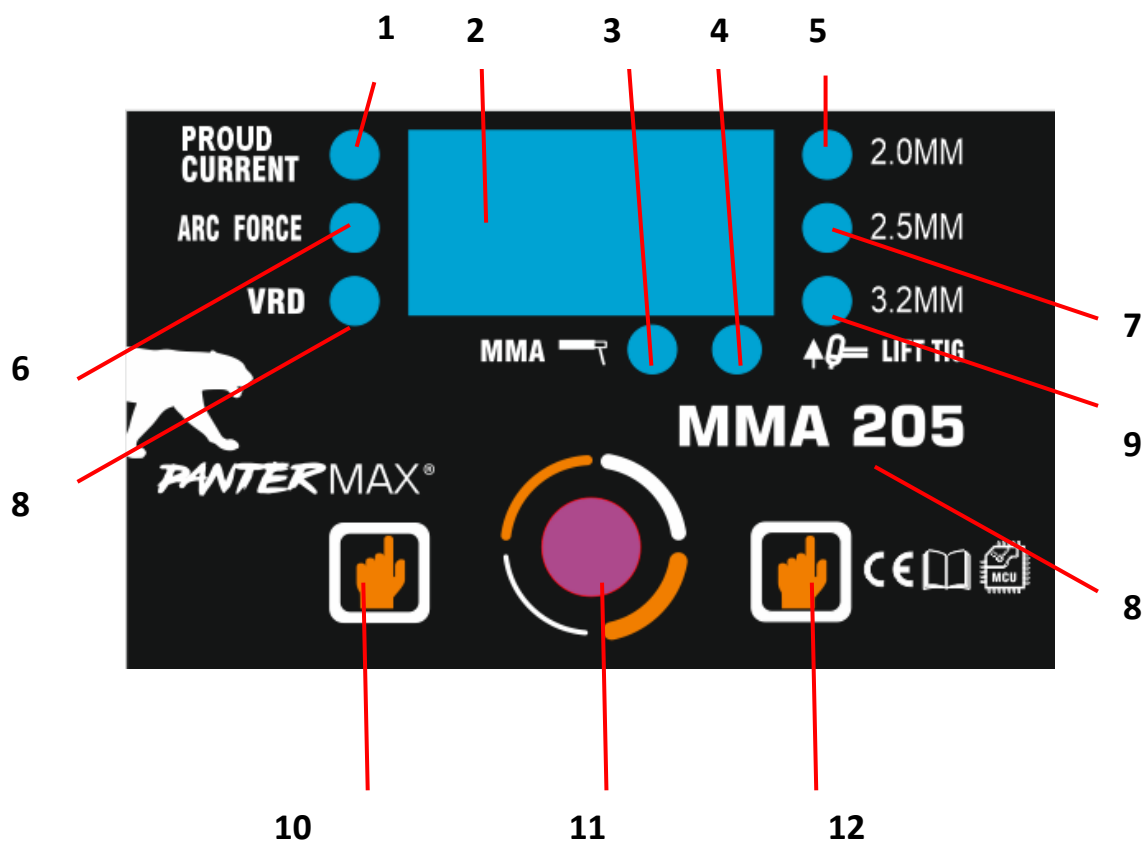 1 2 3 4 5
PROUD
CURRENT
2.0MM
ARC FORCE
2.5MM
VRD
3.2MM
7
6
MMA
LIFT TIG
MMA 205
9
PANTERMAX®
8
CE
MCU
8
10 11 12